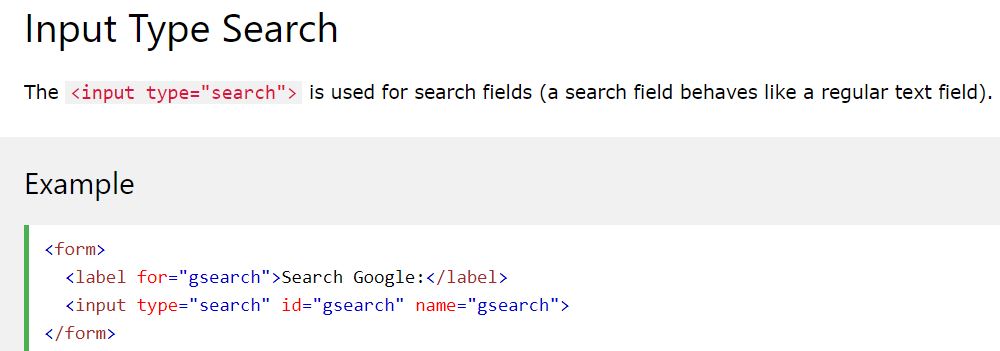 Input Type Search
The <input type="search"> is used for search fields (a search field behaves like a regular text field).
Example
<form>
  <label for="gsearch">Search Google:</label>
  <input type="search" id="gsearch" name="gsearch">
</form>